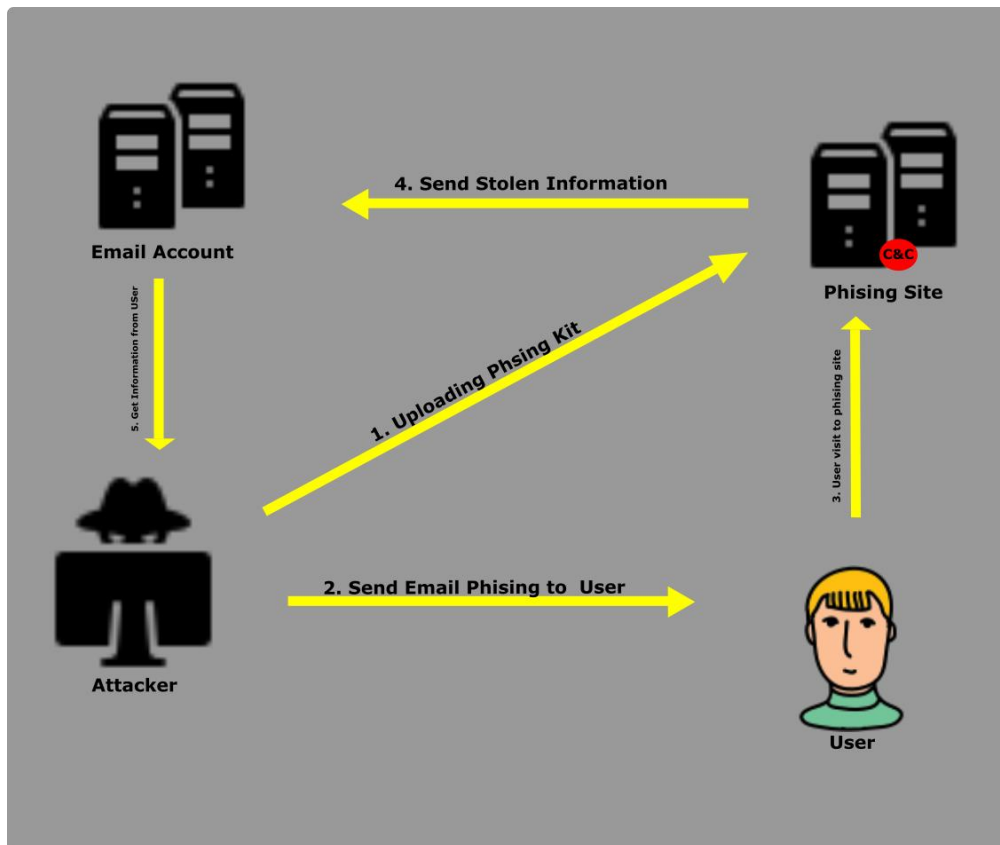 4. Send Stolen Information
Email Account
C&C
Phising Site
5. Get Information from USer
1. Uploading Phsing Kit
3. User visit to phising site
2. Send Email Phising to User
Attacker
User